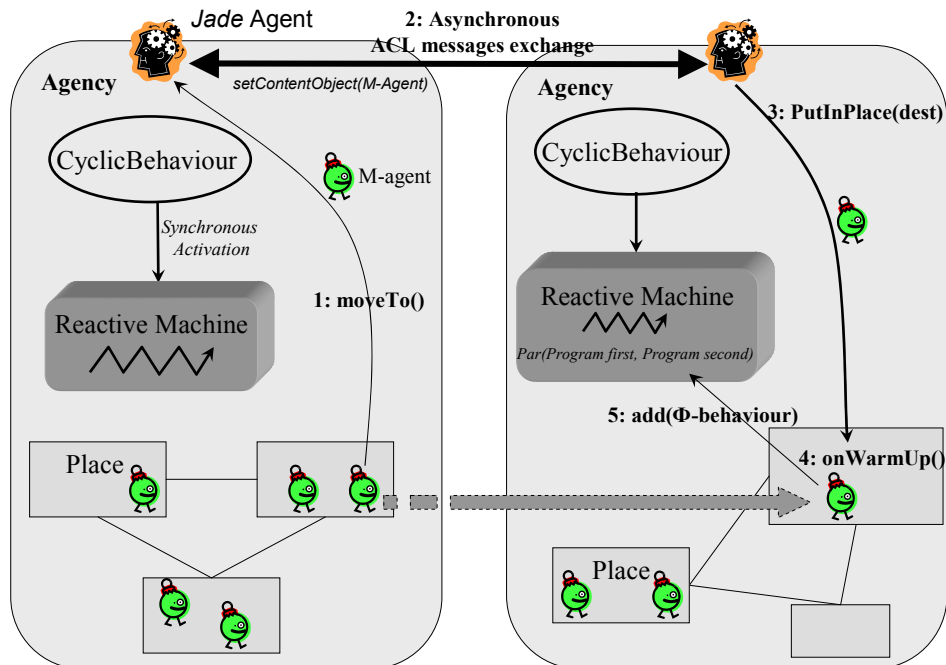 Jade Agent
2: Asynchronous
ACL messages exchange
setContentObject(M-Agent)
Agency
CyclicBehaviour
M-agent
Synchronous
Activation
1: moveTo()
Reactive Machine
Place
Agency
3: PutInPlace(dest)
CyclicBehaviour
Reactive Machine
Par(Program first, Program second)
5: add(Φ-behaviour)
4: onWarmUp()
Place